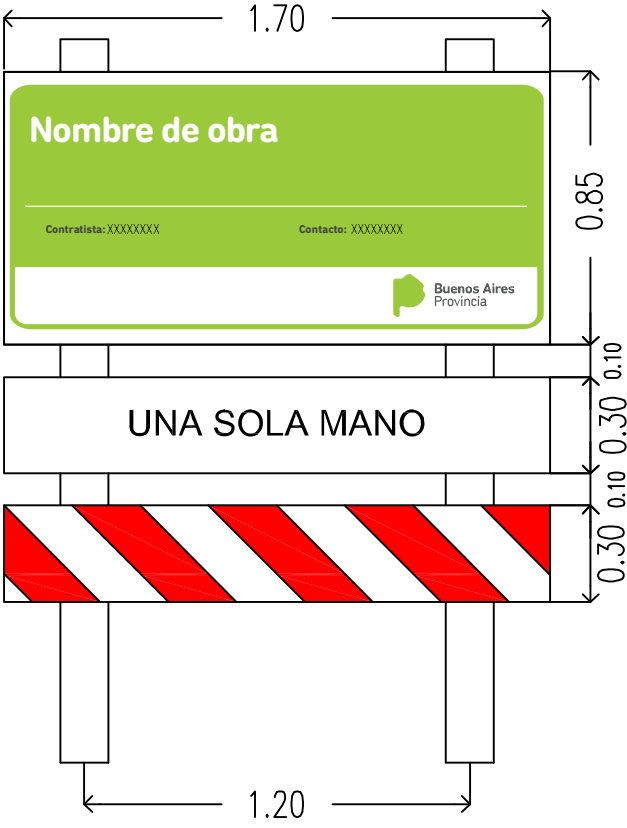 1.70
Nombre de obra
Contratista: XXXXXXXX Contacto: XXXXXXXX
Buenos Aires
Provincia
0.85
0.10
UNA SOLA MANO
0.30
0.10
0.30
1.20